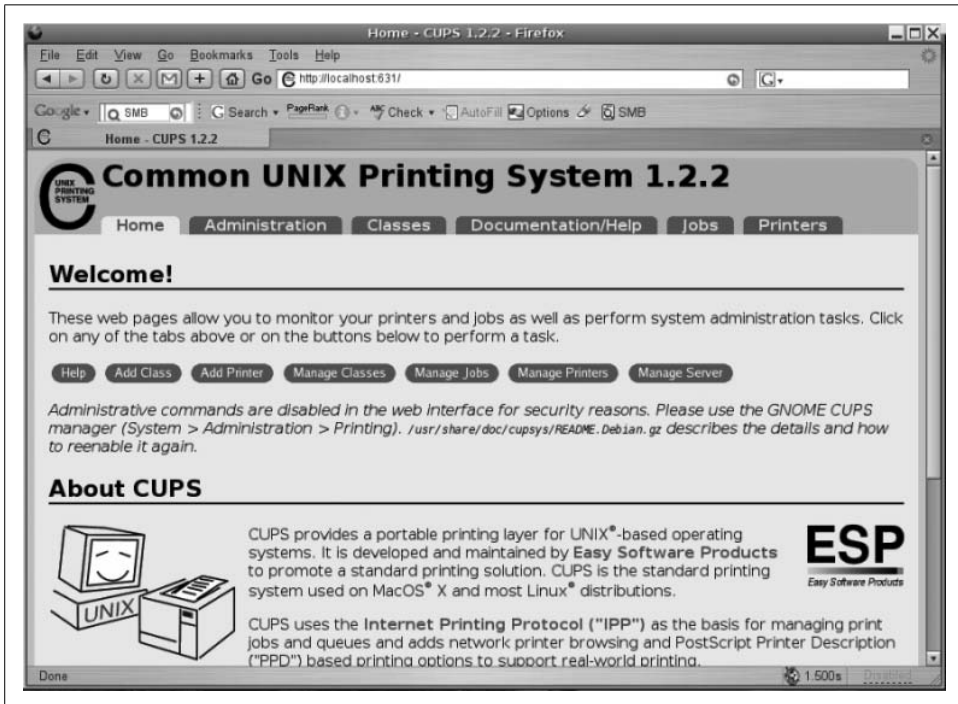 Home - CUPS 1.2.2 - Firefox
File Edit View Go Bookmarks Tools Help
Go http://localhost:631/ G
Google SMB G Search PageRank ABC Check AutoFill Options SMB
Home - CUPS 1.2.2
UNIX
PRINTING
SYSTEM
Common UNIX Printing System 1.2.2
Home Administration Classes Documentation/Help Jobs Printers
Welcome!
These web pages allow you to monitor your printers and jobs as well as perform system administration tasks. Click
on any of the tabs above or on the buttons below to perform a task.
Help Add Class Add Printer Manage Classes Manage Jobs Manage Printers Manage Server
Administrative commands are disabled in the web interface for security reasons. Please use the GNOME CUPS
manager (System > Administration > Printing). /usr/share/doc/cupsys/README.Debian.gz describes the details and how
to reenable it again.
About CUPS
CUPS provides a portable printing layer for UNIX®-based operating
systems. It is developed and maintained by Easy Software Products
to promote a standard printing solution. CUPS is the standard printing
system used on MacOS® X and most Linux® distributions.
UNIX
ESP
Easy Software Products
CUPS uses the Internet Printing Protocol ("IPP") as the basis for managing print
jobs and queues and adds network printer browsing and PostScript Printer Description
("PPD") based printing options to support real-world printing.
Done 1.500s Disabled